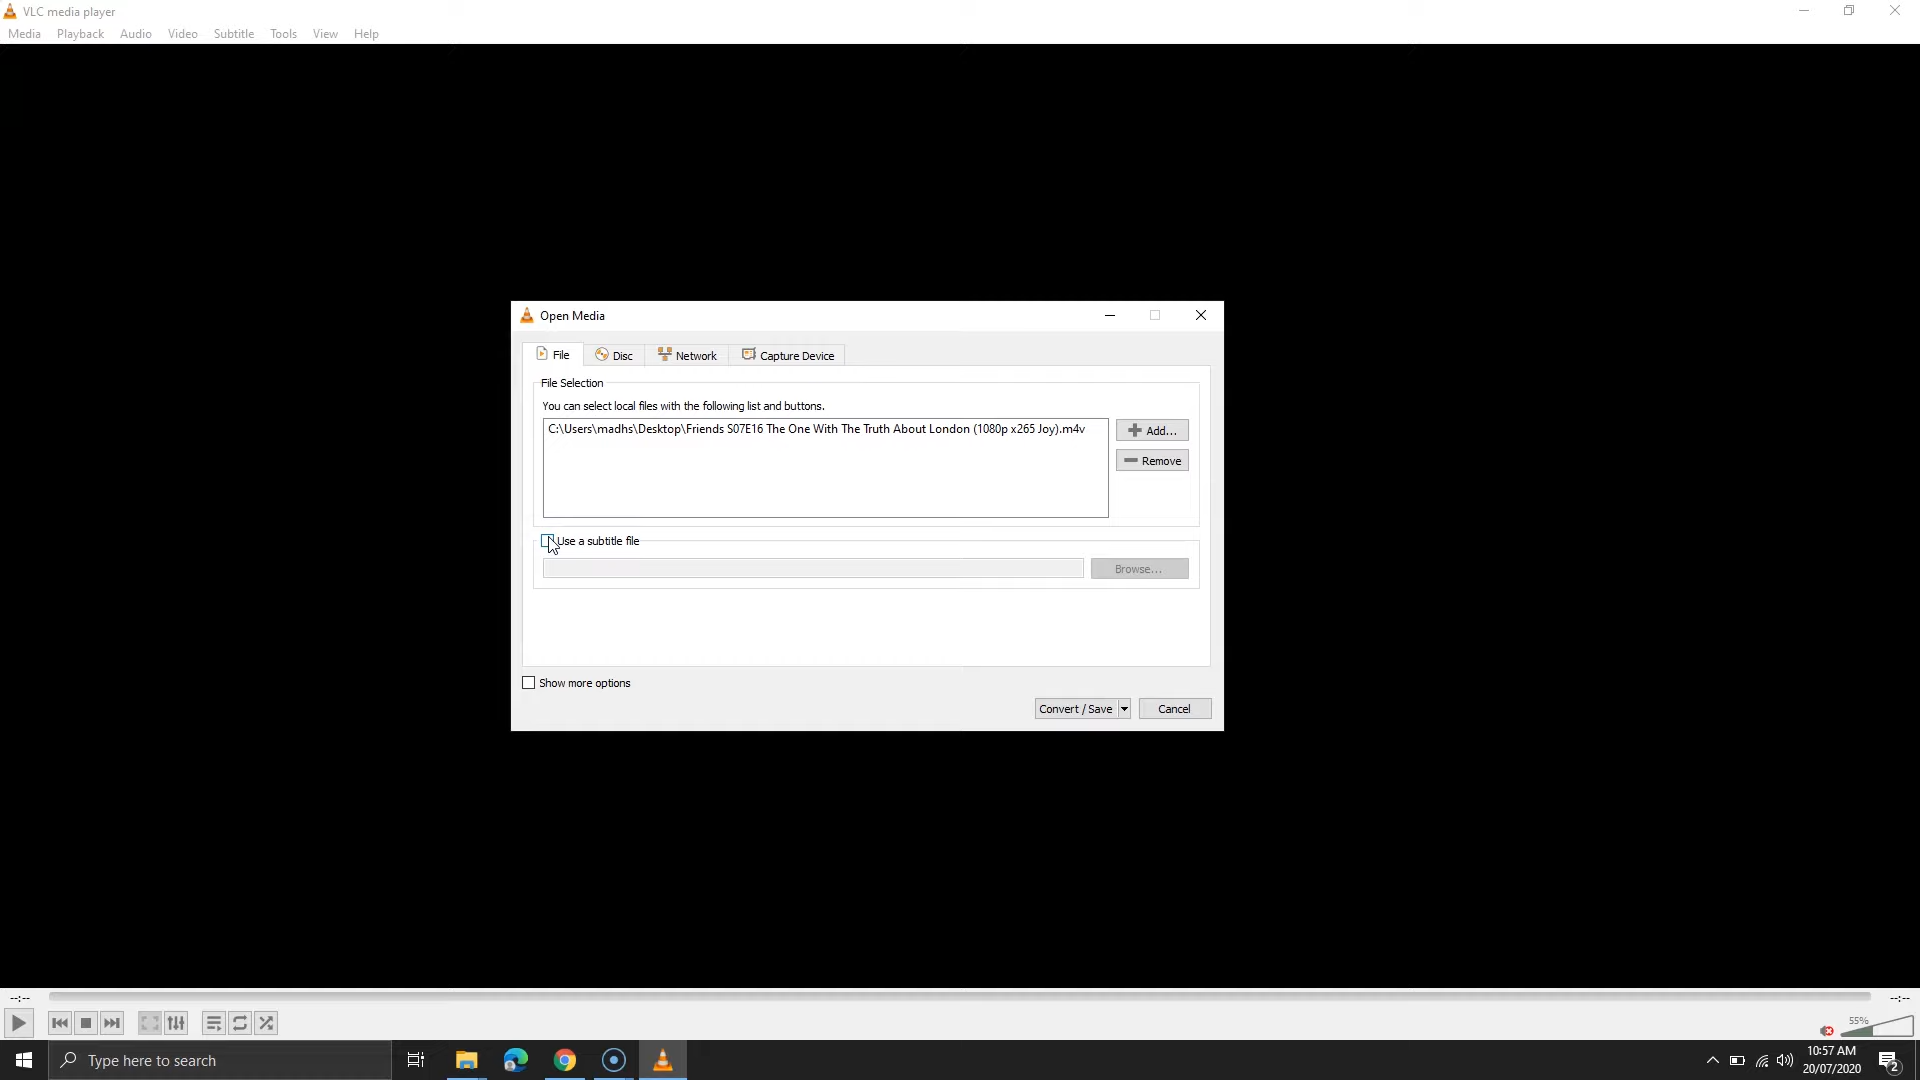 VLC media player
Media Playback Audio Video Subtitle Tools View Help
Open Media
File Disc Network Capture Device
File Selection
You can select local files with the following list and buttons.
C:\Users\madhs\Desktop\Friends S07E16 The One With The Truth About London (1080p x265 Joy).m4v
Add...
Remove
Use a subtitle file
Browse...
Show more options
Convert / Save Cancel
--:-- --:--
55%
Type here to search
10:57 AM
20/07/2020
2